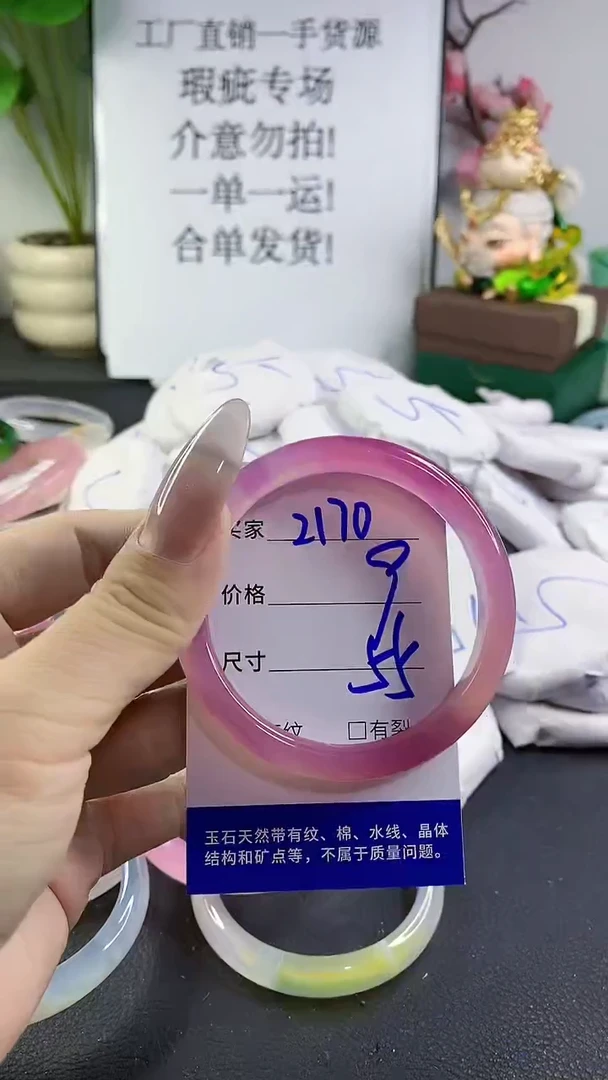 工厂直销一手货源
瑕疵专场
介意勿拍!
一单一运!
合单发货!
买家 2170
价格 9
尺寸 55
纹 □有裂
玉石天然带有纹、棉、水线、晶体
结构和矿点等，不属于质量问题。